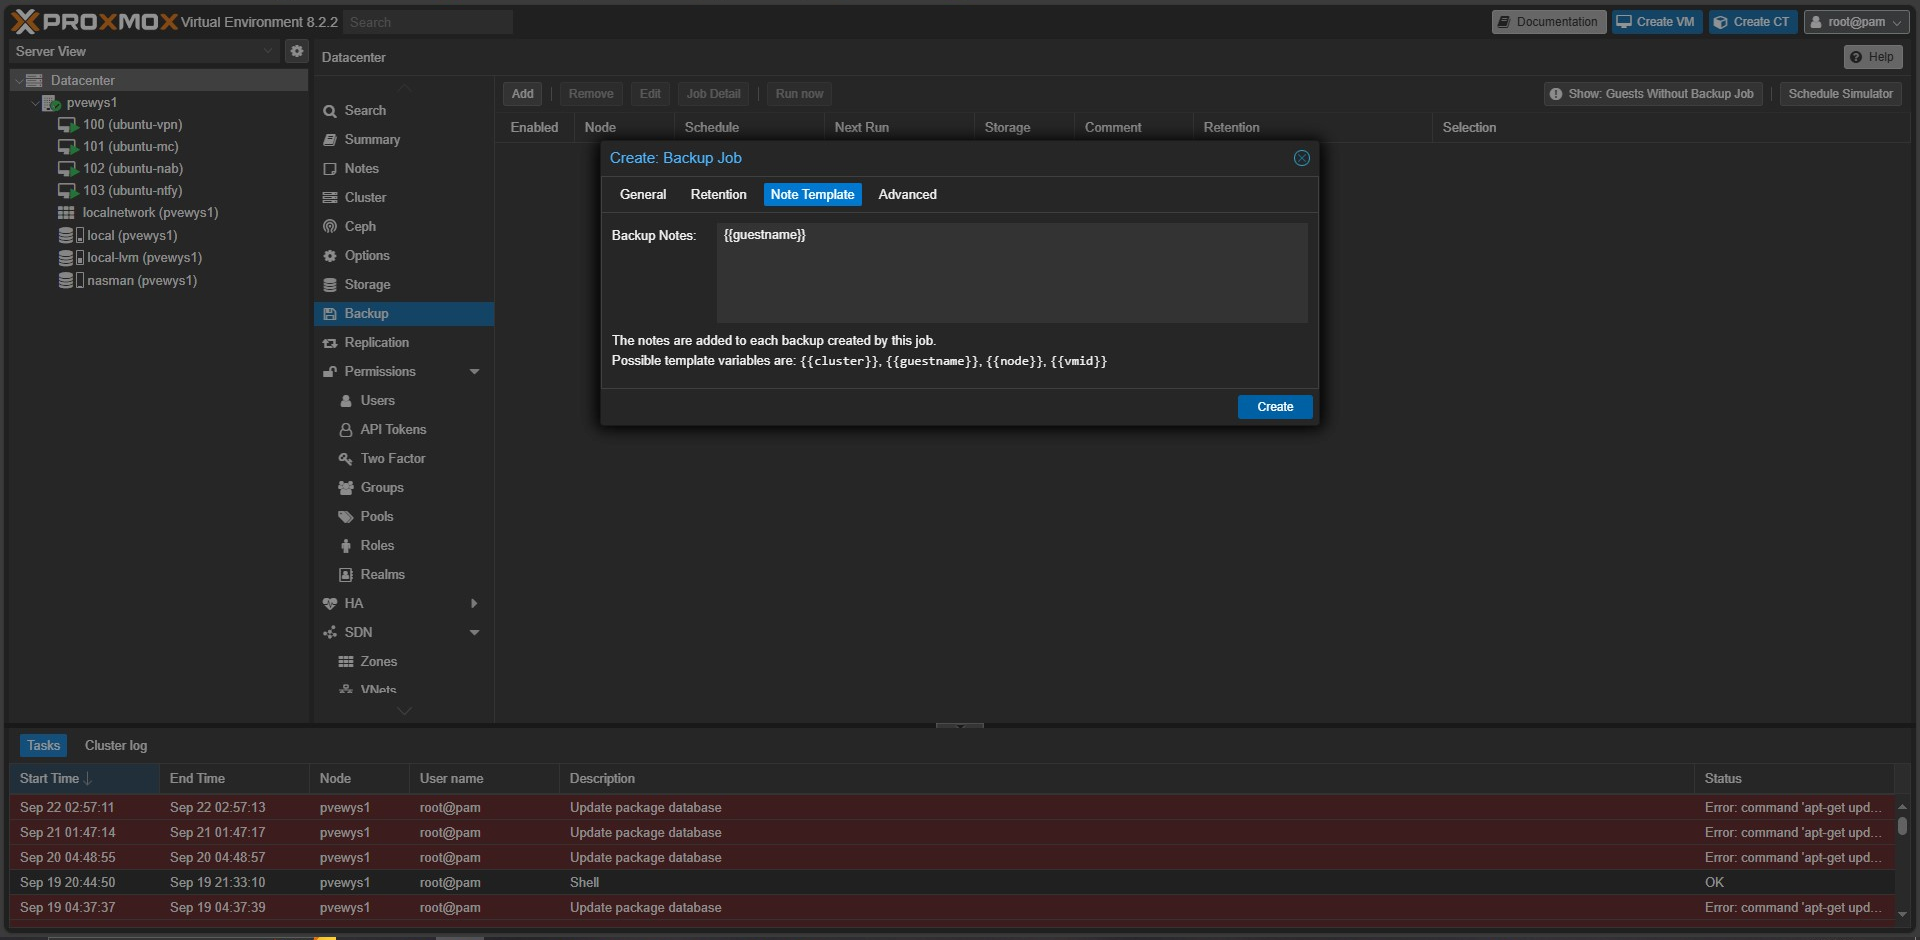 PROXMOX Virtual Environment 8.2.2 Search Documentation Create VM Create CT root@pam
Server View
Datacenter
Help
Datacenter
pvewys1
100 (ubuntu-vpn)
101 (ubuntu-mc)
102 (ubuntu-nab)
103 (ubuntu-ntfy)
localnetwork (pvewys1)
local (pvewys1)
local-lvm (pvewys1)
nasman (pvewys1)
Search
Summary
Notes
Cluster
Ceph
Options
Storage
Backup
Replication
Permissions
Users
API Tokens
Two Factor
Groups
Pools
Roles
Realms
HA
SDN
Zones
VNets
Add Remove Edit Job Detail Run now Show: Guests Without Backup Job Schedule Simulator
Enabled Node Schedule Next Run Storage Comment Retention Selection
Create: Backup Job
General Retention Note Template Advanced
Backup Notes: {{guestname}}
The notes are added to each backup created by this job.
Possible template variables are: {{cluster}}, {{guestname}}, {{node}}, {{vmid}}
Create
Tasks Cluster log
Start Time End Time Node User name Description Status
Sep 22 02:57:11 Sep 22 02:57:13 pvewys1 root@pam Update package database Error: command 'apt-get upd...
Sep 21 01:47:14 Sep 21 01:47:17 pvewys1 root@pam Update package database Error: command 'apt-get upd...
Sep 20 04:48:55 Sep 20 04:48:57 pvewys1 root@pam Update package database Error: command 'apt-get upd...
Sep 19 20:44:50 Sep 19 21:33:10 pvewys1 root@pam Shell OK
Sep 19 04:37:37 Sep 19 04:37:39 pvewys1 root@pam Update package database Error: command 'apt-get upd...